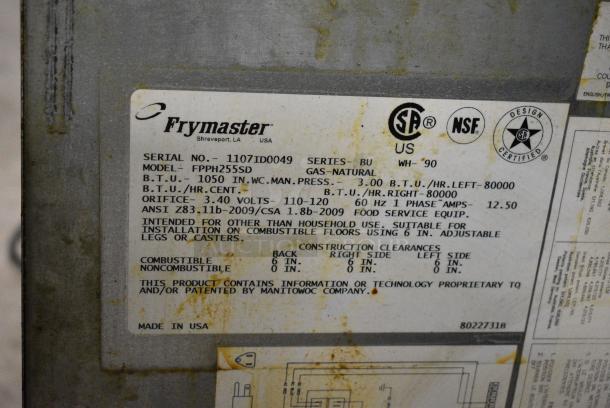 Frymaster
Shreveport, LA USA
SA ®
US
NSF.
DESIGN
SA
CERTIFIED
®
SERIAL NO.- 1107ID0049 SERIES- BU WH- '90
MODEL- FPPH255SD GAS-NATURAL
B.T.U.- 1050 IN.WC.MAN.PRESS.- 3.00 B.T.U./HR.LEFT-80000
B.T.U./HR.CENT.- B.T.U./HR.RIGHT-80000
ORIFICE- 3.40 VOLTS- 110-120 60 Hz 1 PHASE AMPS- 12.50
ANSI Z83.11b-2009/CSA 1.8b-2009 FOOD SERVICE EQUIP.
INTENDED FOR OTHER THAN HOUSEHOLD USE. SUITABLE FOR
INSTALLATION ON COMBUSTIBLE FLOORS USING 6 IN. ADJUSTABLE
LEGS OR CASTERS.
CONSTRUCTION CLEARANCES
BACK RIGHT SIDE LEFT SIDE
COMBUSTIBLE 6 IN. 6 IN. 6 IN.
NONCOMBUSTIBLE 0 IN. 0 IN. 0 IN.
THIS PRODUCT CONTAINS INFORMATION OR TECHNOLOGY PROPRIETARY TO
AND/OR PATENTED BY MANITOWOC COMPANY.
MADE IN USA 8022731B